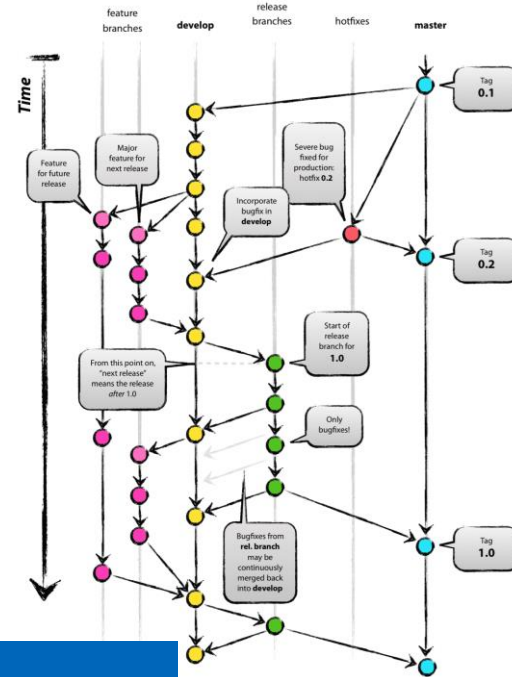 feature
branches
develop
release
branches
hotfixes
master
Time
Tag
0.1
Feature
for future
release
Major
feature for
next release
Severe bug
fixed for
production:
hotfix 0.2
Incorporate
bugfix in
develop
Tag
0.2
Start of
release
branch for
1.0
From this point on,
"next release"
means the release
after 1.0
Only
bugfixes!
Bugfixes from
rel. branch
may be
continuously
merged back
into develop
Tag
1.0